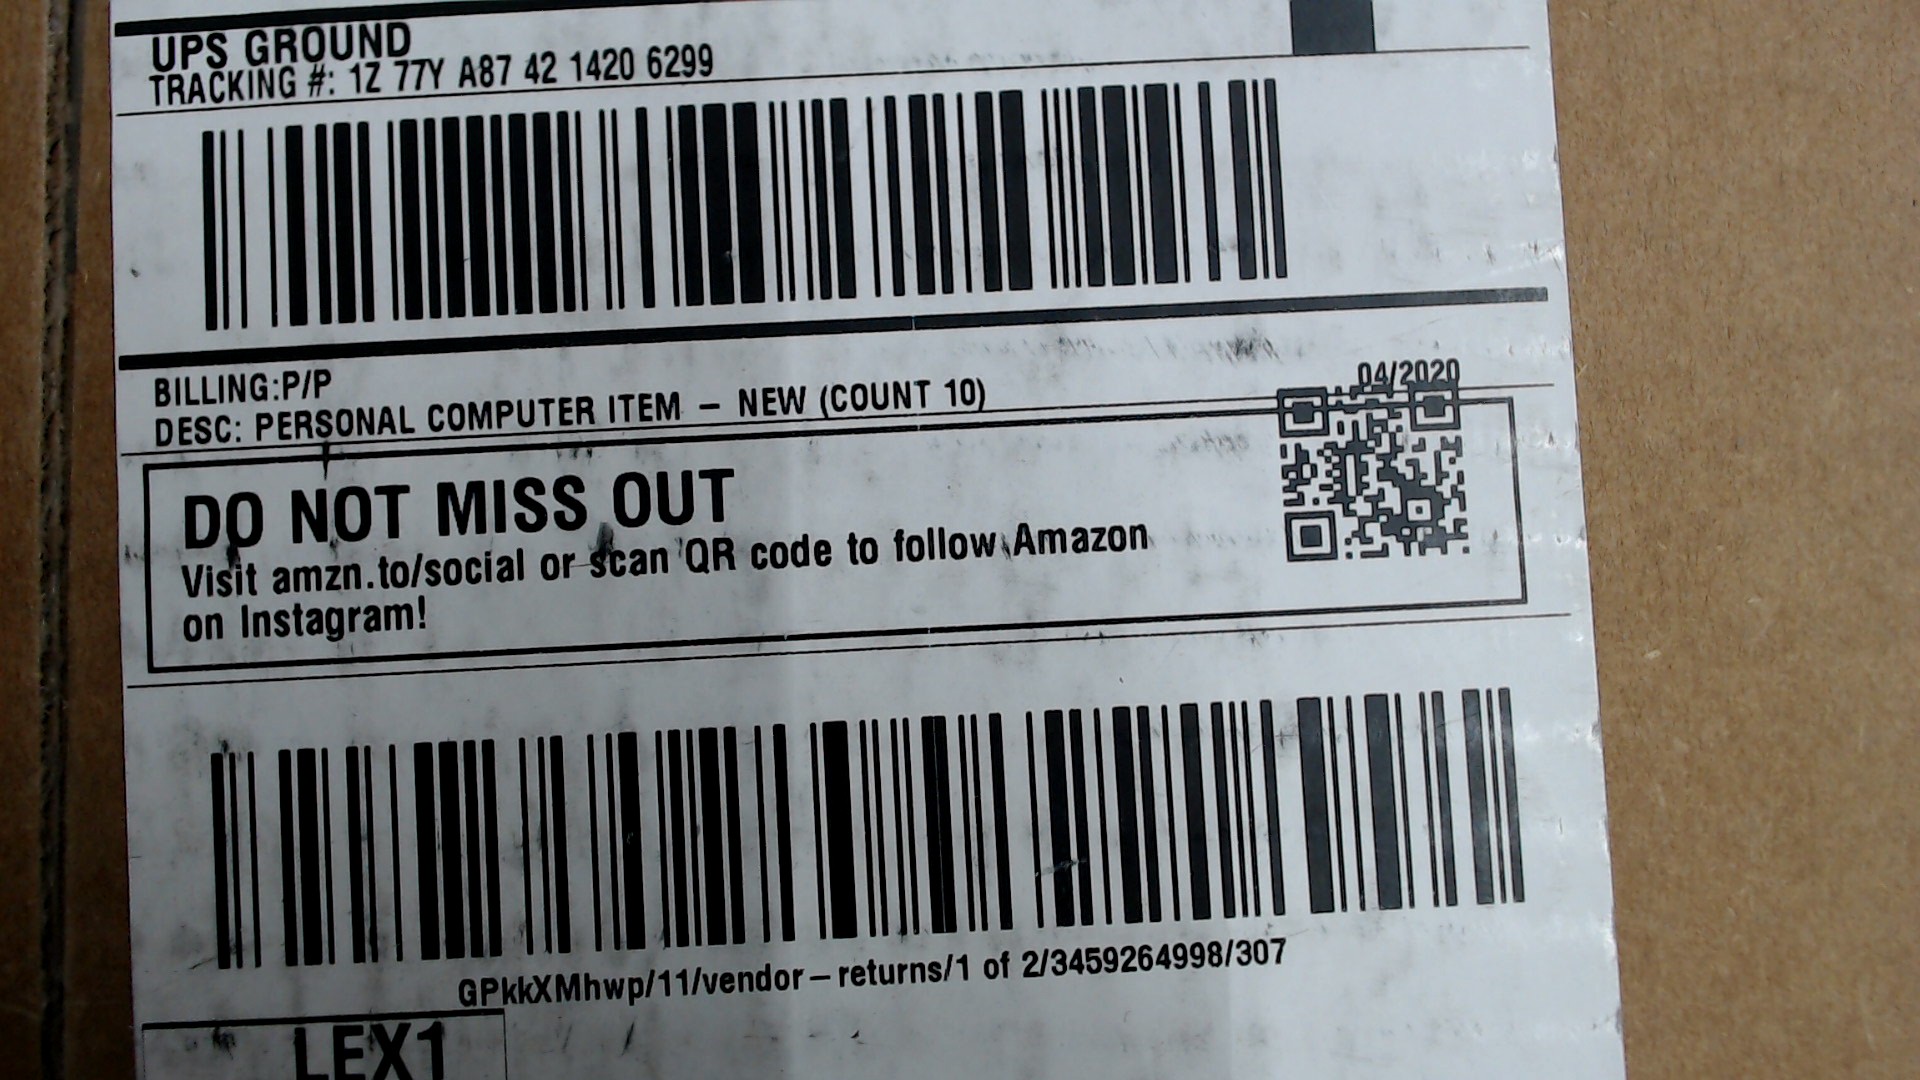 UPS GROUND
TRACKING #: 1Z 77Y A87 42 1420 6299
BILLING:P/P
04/2020
DESC: PERSONAL COMPUTER ITEM – NEW (COUNT 10)
DO NOT MISS OUT
Visit amzn.to/social or scan QR code to follow Amazon
on Instagram!
GPkkXMhwp/11/vendor–returns/1 of 2/3459264998/307
LEX1